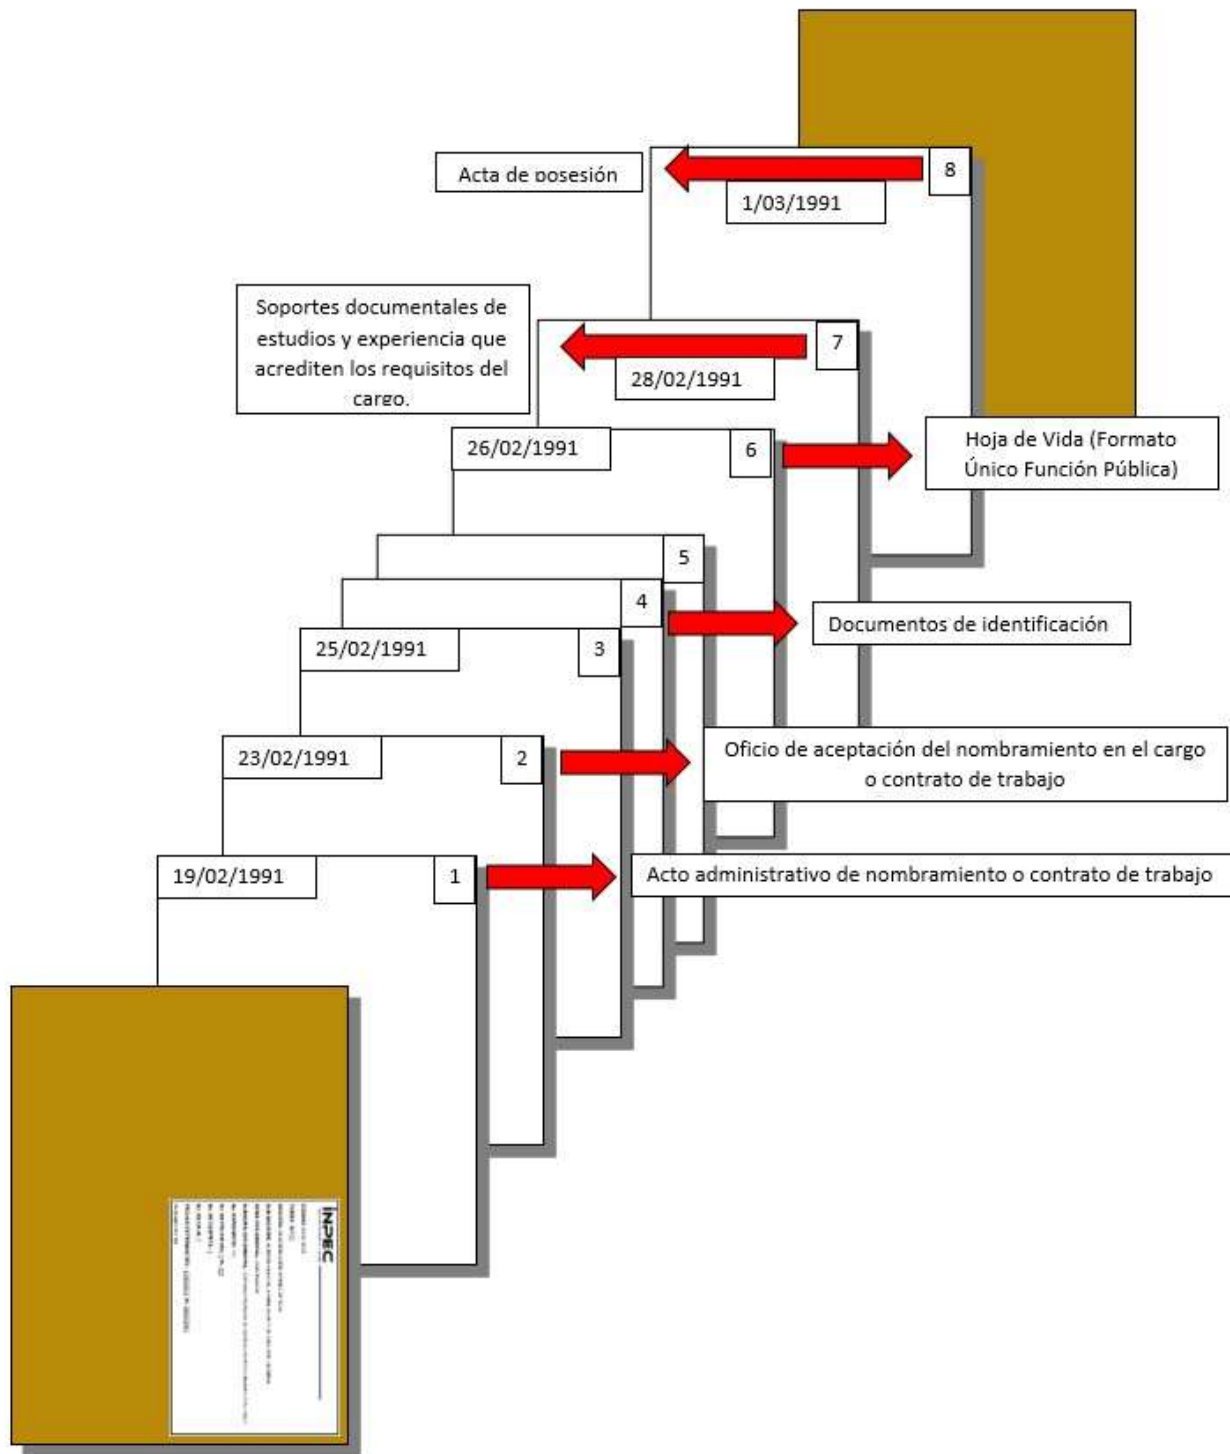 8
Acta de posesión
1/03/1991
Soportes documentales de
estudios y experiencia que
acrediten los requisitos del
cargo.
7
28/02/1991
26/02/1991
6
Hoja de Vida (Formato
Único Función Pública)
5
4
Documentos de identificación
25/02/1991
3
23/02/1991
2
Oficio de aceptación del nombramiento en el cargo
o contrato de trabajo
19/02/1991
1
Acto administrativo de nombramiento o contrato de trabajo
INPEC